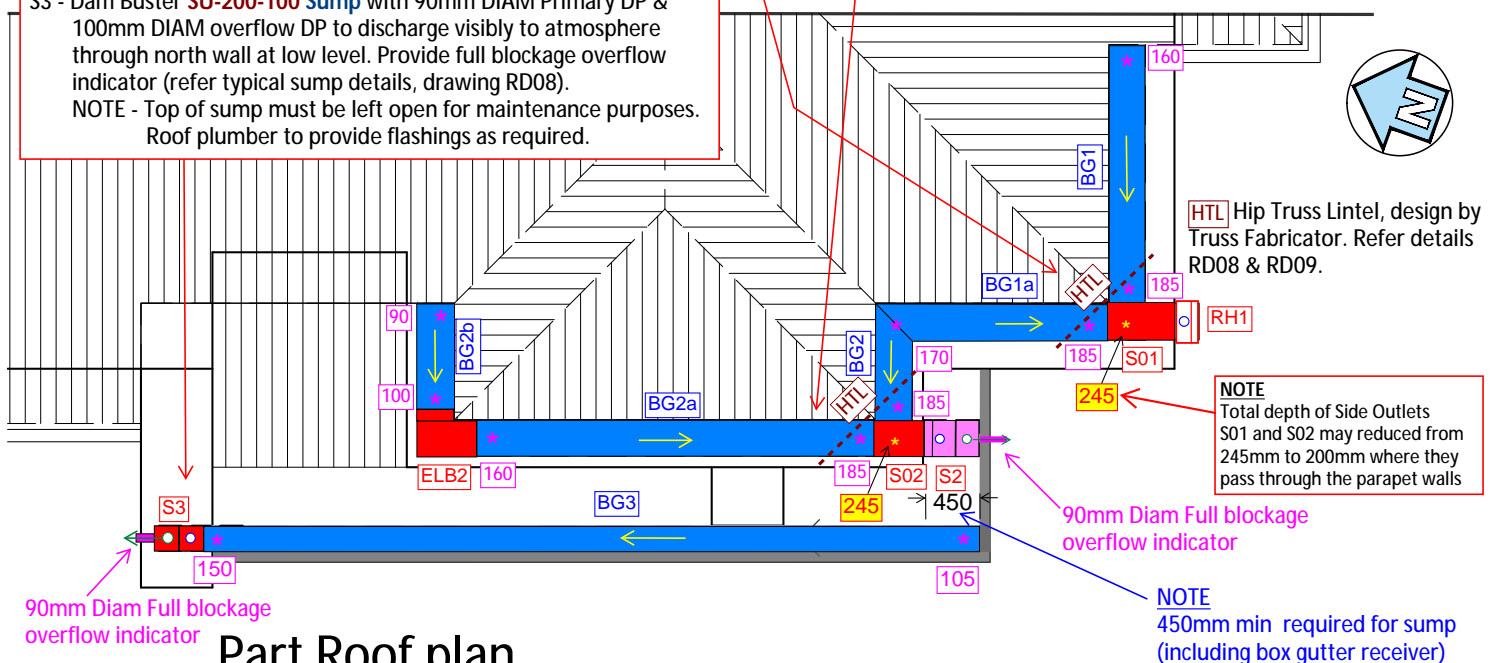 S3 - Dam Buster SU-200-100 Sump with 90mm DIAM Primary DP &
100mm DIAM overflow DP to discharge visibly to atmosphere
through north wall at low level. Provide full blockage overflow
indicator (refer typical sump details, drawing RD08).
NOTE - Top of sump must be left open for maintenance purposes.
Roof plumber to provide flashings as required.
160
N
BG1
HTL Hip Truss Lintel, design by
Truss Fabricator. Refer details
RD08 & RD09.
BG1a
HTL
185
RH1
90
BG2b
BG2
170
185
S01
100
HTL
185
245
NOTE
Total depth of Side Outlets
S01 and S02 may reduced from
245mm to 200mm where they
pass through the parapet walls
BG2a
ELB2
160
185
S02
S2
245
450
S3
BG3
90mm Diam Full blockage
overflow indicator
150
105
90mm Diam Full blockage
overflow indicator
NOTE
450mm min required for sump
(including box gutter receiver)
Part Roof plan